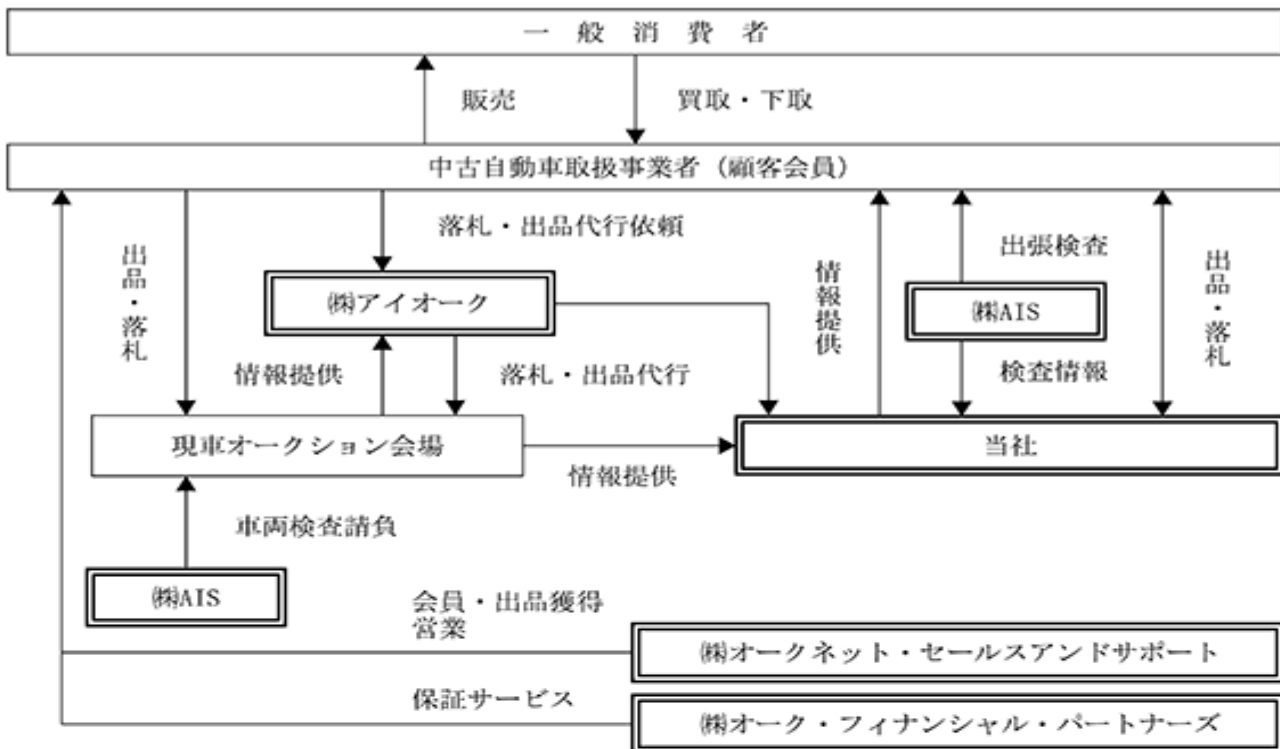 一般消費者
販売
買取・下取
中古自動車取扱事業者（顧客会員）
出品・落札
落札・出品代行依頼
㈱アイオーク
情報提供
落札・出品代行
情報提供
出張検査
㈱AIS
検査情報
出品・落札
現車オークション会場
情報提供
当社
車両検査請負
㈱AIS
会員・出品獲得
営業
㈱オークネット・セールスアンドサポート
保証サービス
㈱オーク・フィナンシャル・パートナーズ